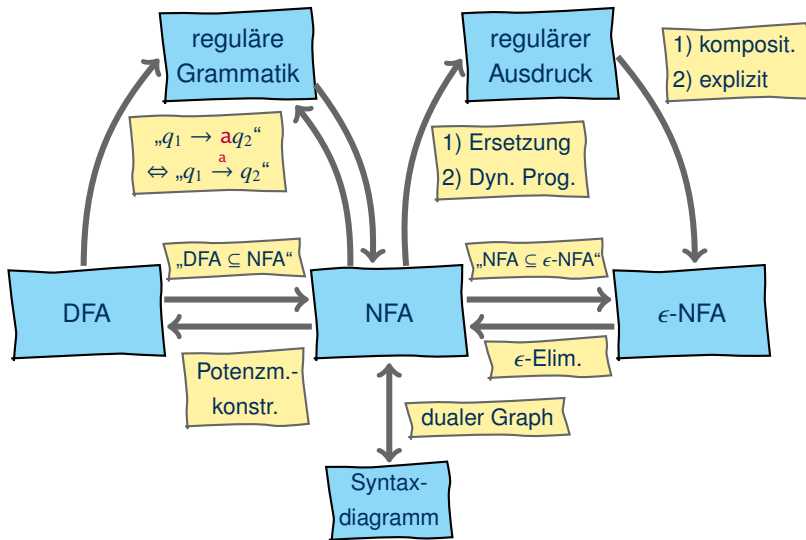 reguläre
Grammatik
regulärer
Ausdruck
1) komposit.
2) explizit
„q₁ → aq₂“
⇔ „q₁ →ᵃ q₂“
1) Ersetzung
2) Dyn. Prog.
„DFA ⊆ NFA“
„NFA ⊆ ϵ-NFA“
DFA
NFA
ϵ-NFA
Potenzm.-
konstr.
ϵ-Elim.
dualer Graph
Syntax-
diagramm